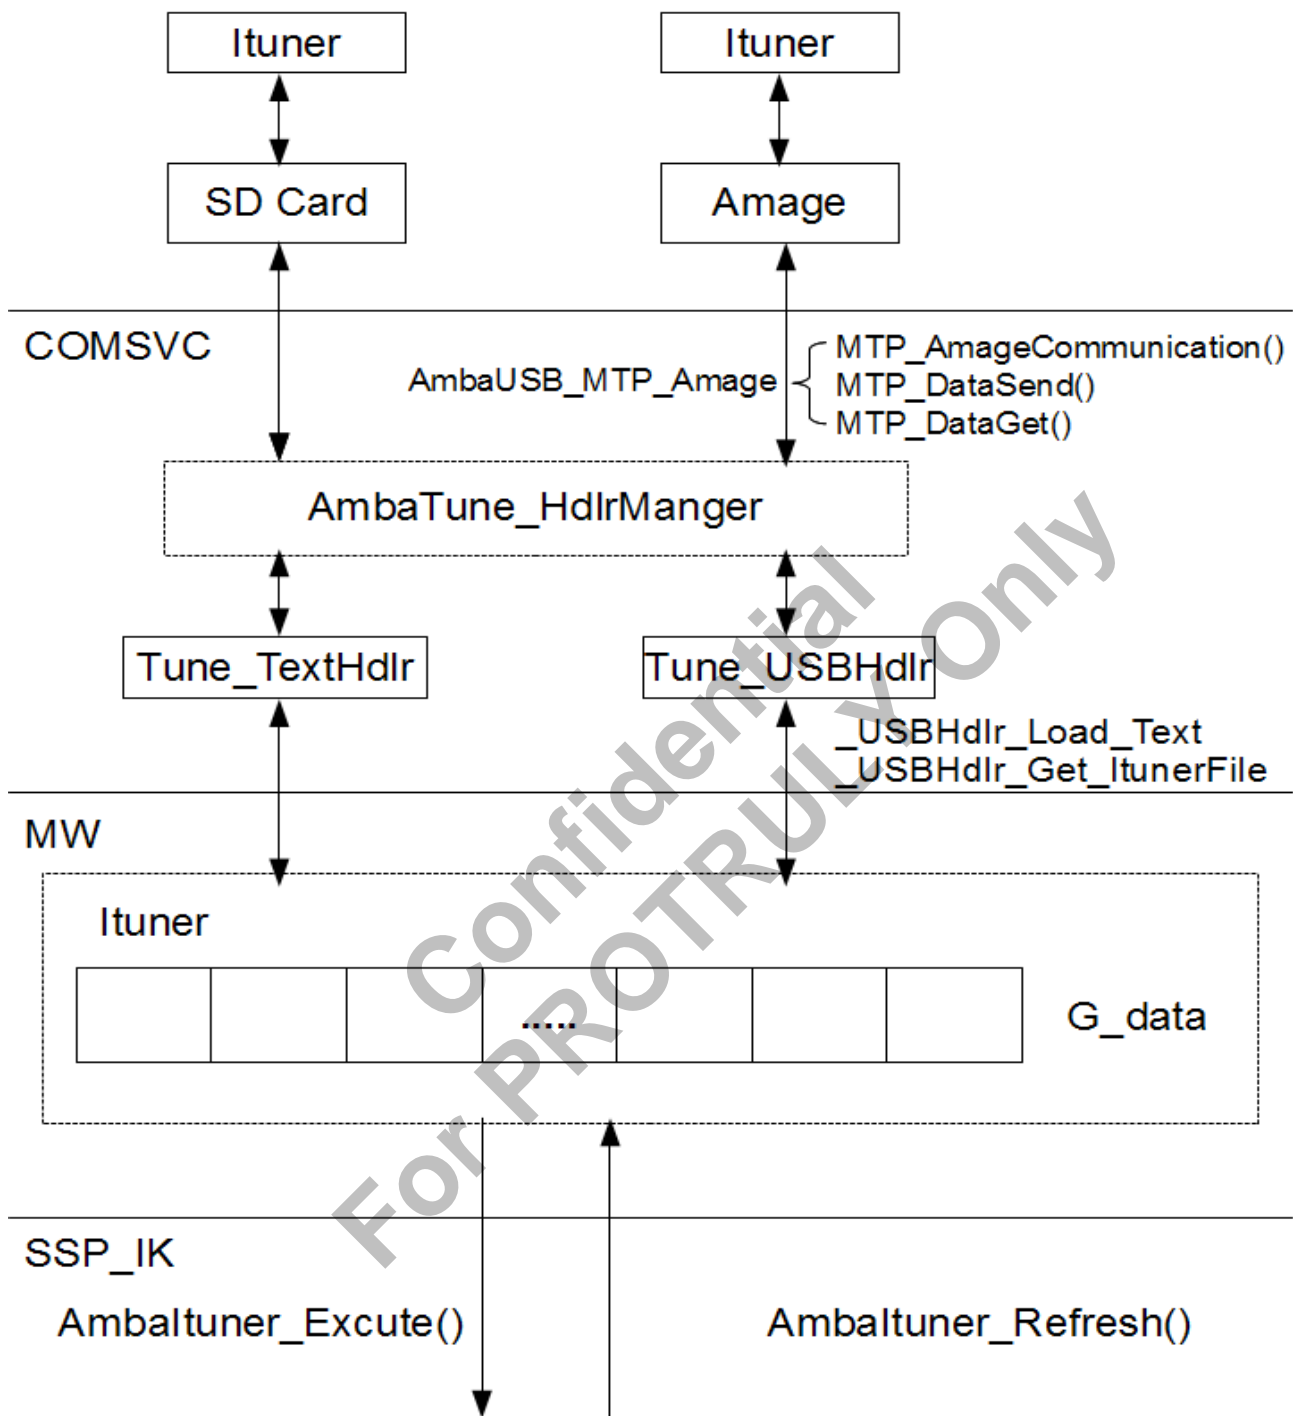 Ituner
Ituner
SD Card
Amage
COMSVC
AmbaUSB_MTP_Amage
MTP_AmageCommunication()
MTP_DataSend()
MTP_DataGet()
AmbaTune_HdlrManger
Tune_TextHdlr
Tune_USBHdlr
_USBHdlr_Load_Text
_USBHdlr_Get_ItunerFile
MW
Ituner
.....
G_data
SSP_IK
AmbaItuner_Excute()
AmbaItuner_Refresh()
Confidential
For PROTRULY Only